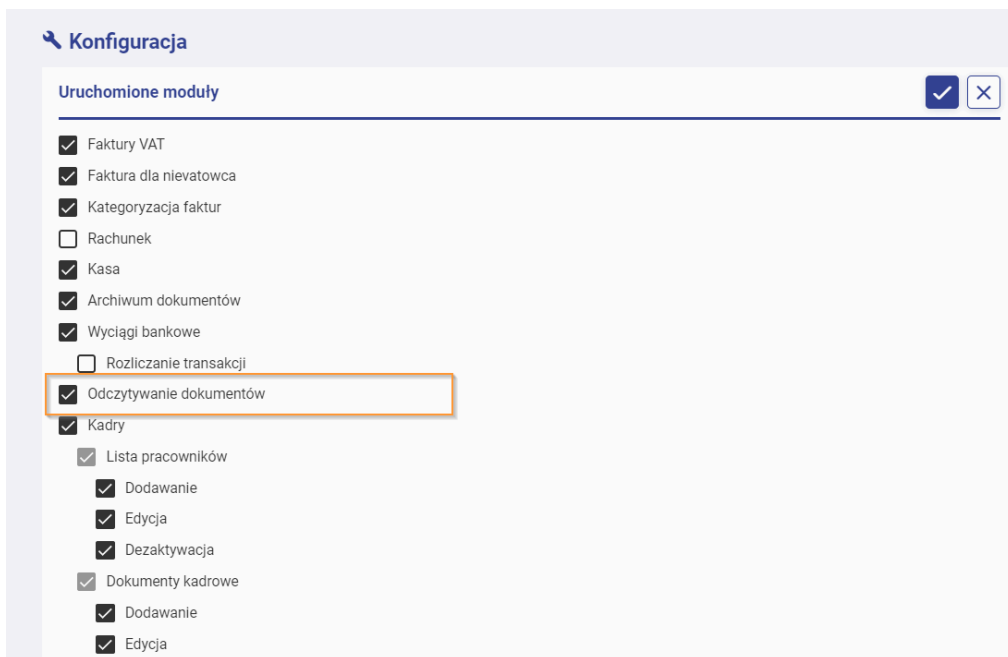 Konfiguracja
Uruchomione moduły
Faktury VAT
Faktura dla nievatowca
Kategoryzacja faktur
Rachunek
Kasa
Archiwum dokumentów
Wyciągi bankowe
Rozliczanie transakcji
Odczytywanie dokumentów
Kadry
Lista pracowników
Dodawanie
Edycja
Dezaktywacja
Dokumenty kadrowe
Dodawanie
Edycja